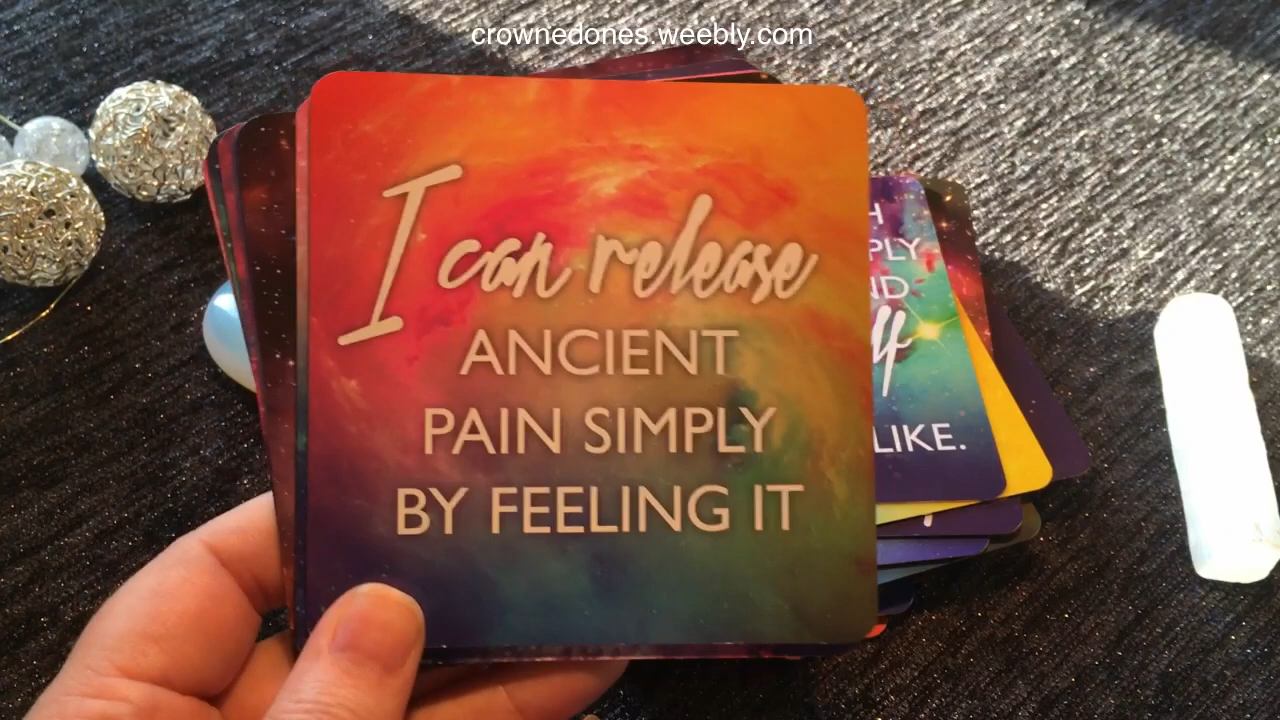 crownedones.weebly.com
I can release
ANCIENT
PAIN SIMPLY
BY FEELING IT
LIKE.